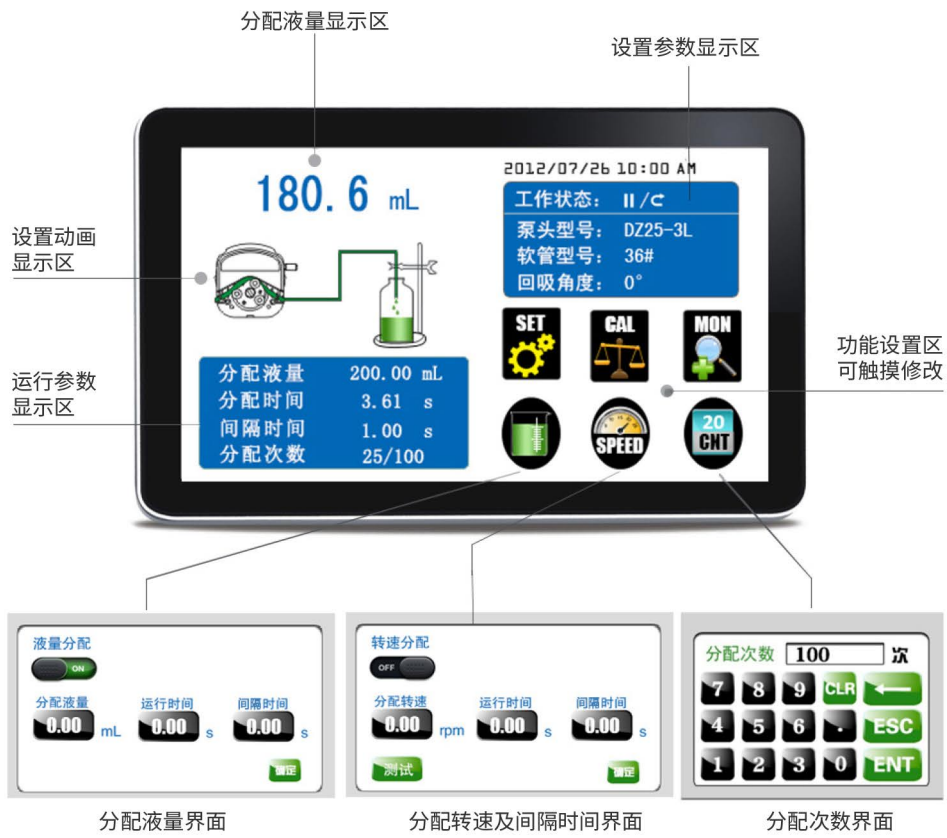 分配液量显示区
设置参数显示区
2012/07/26 10:00 AM
180.6 mL
工作状态： II /
泵头型号： DZ25-3L
软管型号： 36#
回吸角度： 0°
设置动画
显示区
SET
CAL
MON
功能设置区
可触摸修改
运行参数
显示区
分配液量 200.00 mL
分配时间 3.61 s
间隔时间 1.00 s
分配次数 25/100
SPEED
20
CNT
液量分配
ON
分配液量 运行时间 间隔时间
0.00 mL 0.00 s 0.00 s
确定
转速分配
OFF
分配转速 运行时间 间隔时间
0.00 rpm 0.00 s 0.00 s
测试
确定
分配次数 100 次
7 8 9 CLR ←
4 5 6 . ESC
1 2 3 0 ENT
分配液量界面
分配转速及间隔时间界面
分配次数界面